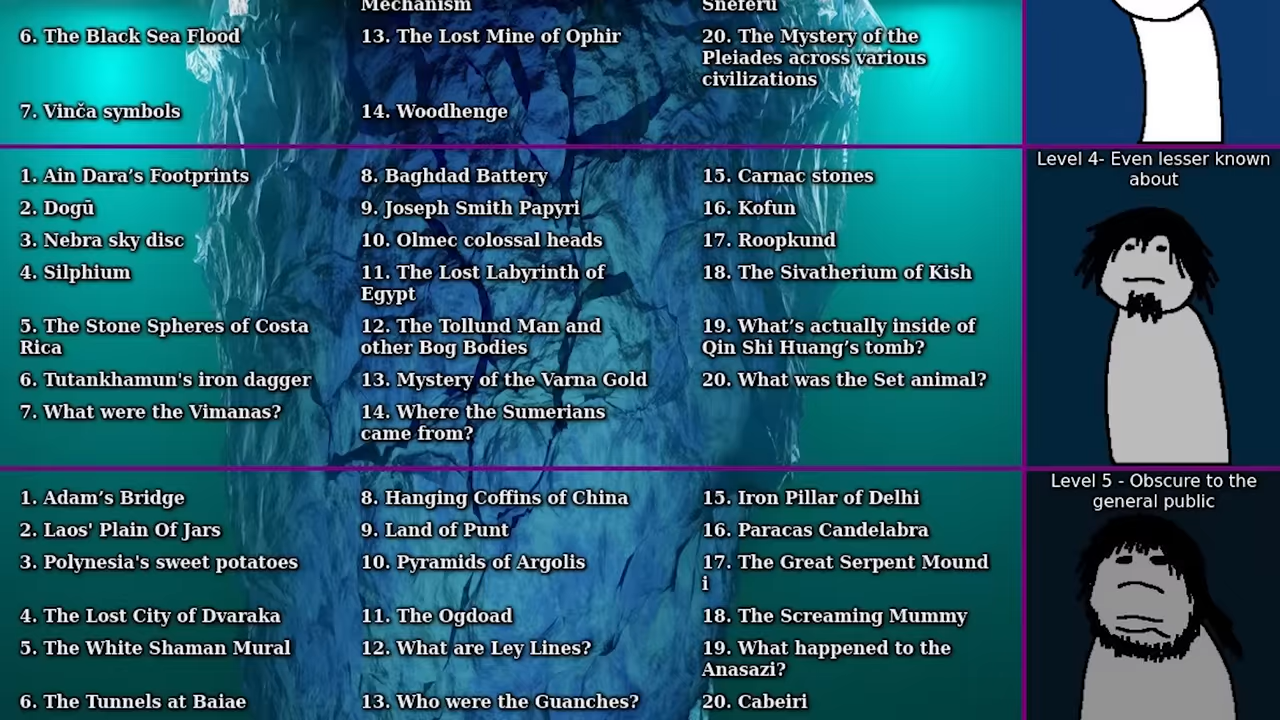 Mechanism
Sneferu
6. The Black Sea Flood
13. The Lost Mine of Ophir
20. The Mystery of the
Pleiades across various
civilizations
7. Vinča symbols
14. Woodhenge
Level 4- Even lesser known
about
1. Ain Dara’s Footprints
2. Dogū
3. Nebra sky disc
4. Silphium
5. The Stone Spheres of Costa
Rica
6. Tutankhamun's iron dagger
7. What were the Vimanas?
8. Baghdad Battery
9. Joseph Smith Papyri
10. Olmec colossal heads
11. The Lost Labyrinth of
Egypt
12. The Tollund Man and
other Bog Bodies
13. Mystery of the Varna Gold
14. Where the Sumerians
came from?
15. Carnac stones
16. Kofun
17. Roopkund
18. The Sivatherium of Kish
19. What’s actually inside of
Qin Shi Huang’s tomb?
20. What was the Set animal?
Level 5 - Obscure to the
general public
1. Adam’s Bridge
2. Laos' Plain Of Jars
3. Polynesia's sweet potatoes
4. The Lost City of Dvaraka
5. The White Shaman Mural
6. The Tunnels at Baiae
8. Hanging Coffins of China
9. Land of Punt
10. Pyramids of Argolis
11. The Ogdoad
12. What are Ley Lines?
13. Who were the Guanches?
15. Iron Pillar of Delhi
16. Paracas Candelabra
17. The Great Serpent Mound
i
18. The Screaming Mummy
19. What happened to the
Anasazi?
20. Cabeiri